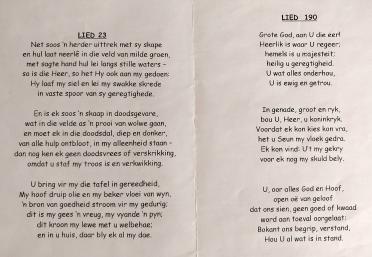 LIED 23
Net soos 'n herder uittrek met sy skape
en hul laat neerlê in die veld van milde groen,
met sagte hand hul lei langs stille waters -
so is die Heer, so het Hy ook aan my gedoen:
Hy laaf my siel en lei my swakke skrede
in vaste spoor van sy geregtighede.
En is ek soos 'n skaap in doodsgevare,
wat in die velde as 'n prooi van wolwe gaan,
en moet ek in die doodsdal, diep en donker,
van alle hulp ontbloot, in my alleenheid staan -
dan nog ken ek geen doodsvrees of verskrikking,
omdat u staf my troos is en verkwikking.
U bring vir my die tafel in gereedheid,
My hoof druip olie en my beker vloei van wyn,
'n bron van goedheid stroom vir my gedurig:
dit is my gees 'n vreug, my vyande 'n pyn;
dit kroon my lewe met u welbehae;
en in u huis, daar bly ek al my dae.
LIED 190
Grote God, aan U die eer!
Heerlik is waar U regeer;
hemels is u majesteit:
heilig u geregtigheid.
U wat alles onderhou,
U is ewig en getrou.
In genade, groot en ryk,
bou U, Heer, u koninkryk.
Voordat ek kon kies kon vra,
het u Seun my vloek gedra.
Ek kon vind: U't my gekry
voor ek nog my skuld bely.
U, oor alles God en Hoof,
open oë van geloof
dat ons sien, geen goed of kwaad
word aan toeval oorgelaat:
Bokant ons begrip, verstand,
Hou U al wat is in stand.